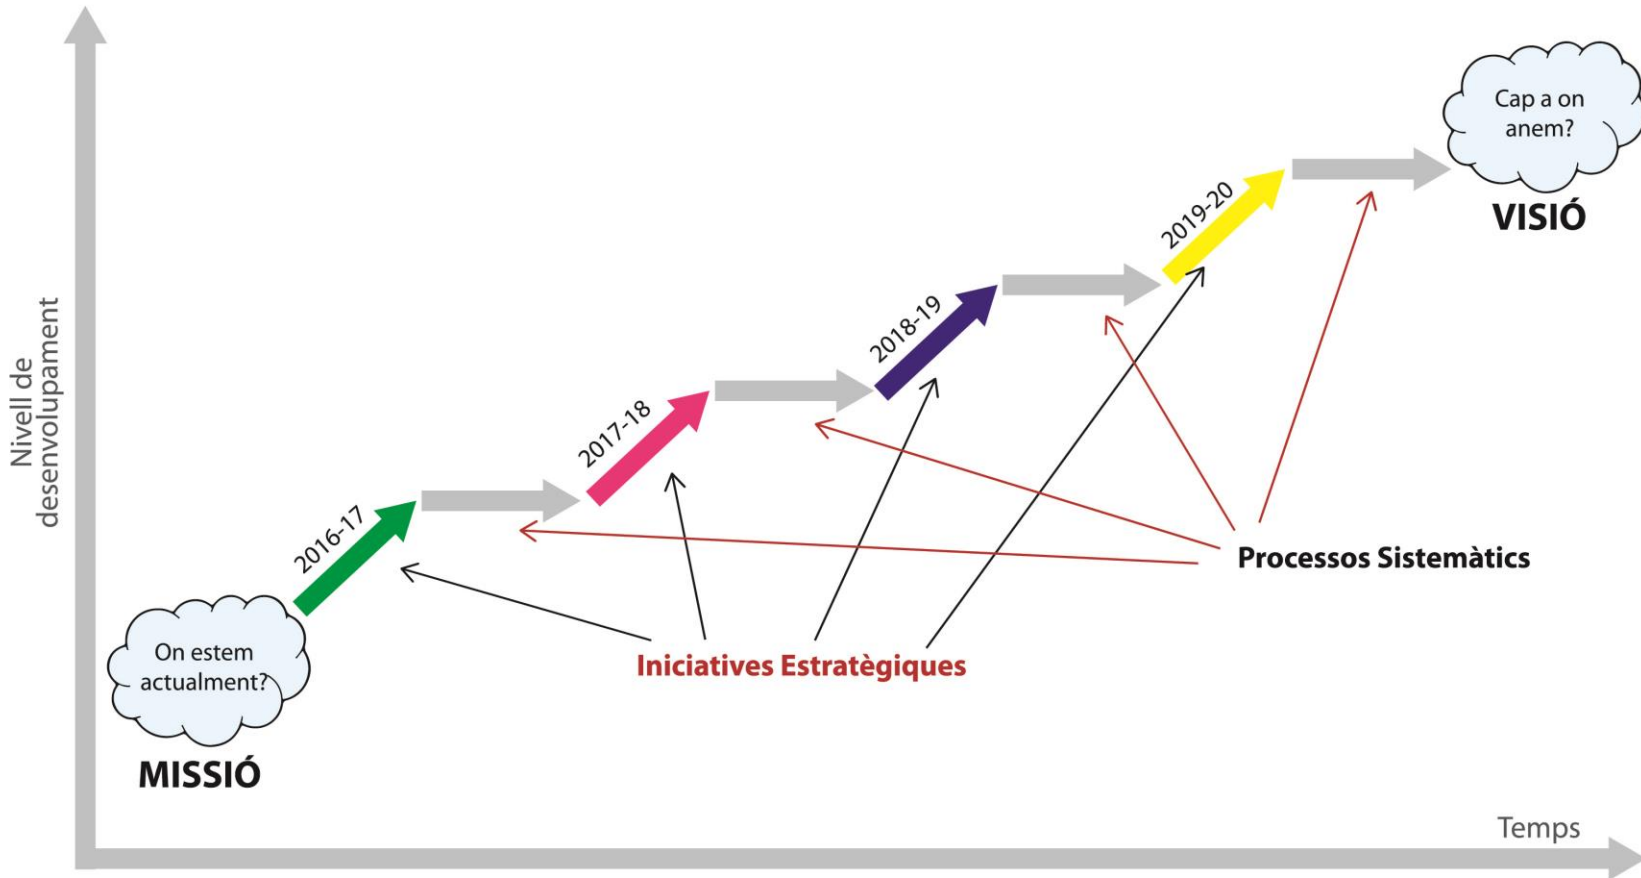 Cap a on
anem?
VISIÓ
2019-20
2018-19
2017-18
2016-17
Nivell de
desenvolupament
Processos Sistemàtics
Iniciatives Estratègiques
On estem
actualment?
MISSIÓ
Temps